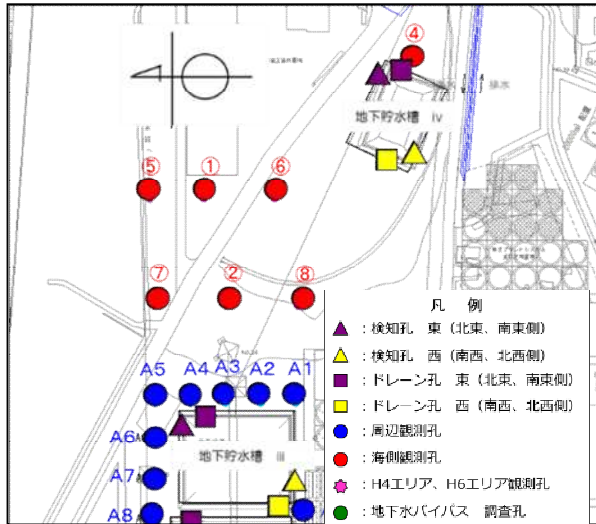 ④
排水
地下貯水槽 iv
⑤
①
⑥
⑦
②
⑧
凡 例
：検知孔 東（北東、南東側）
：検知孔 西（南西、北西側）
：ドレーン孔 東（北東、南東側）
：ドレーン孔 西（南西、北西側）
：周辺観測孔
：海側観測孔
：H4エリア、H6エリア観測孔
：地下水バイパス 調査孔
A5
A4
A3
A2
A1
A6
地下貯水槽 iii
A7
A8